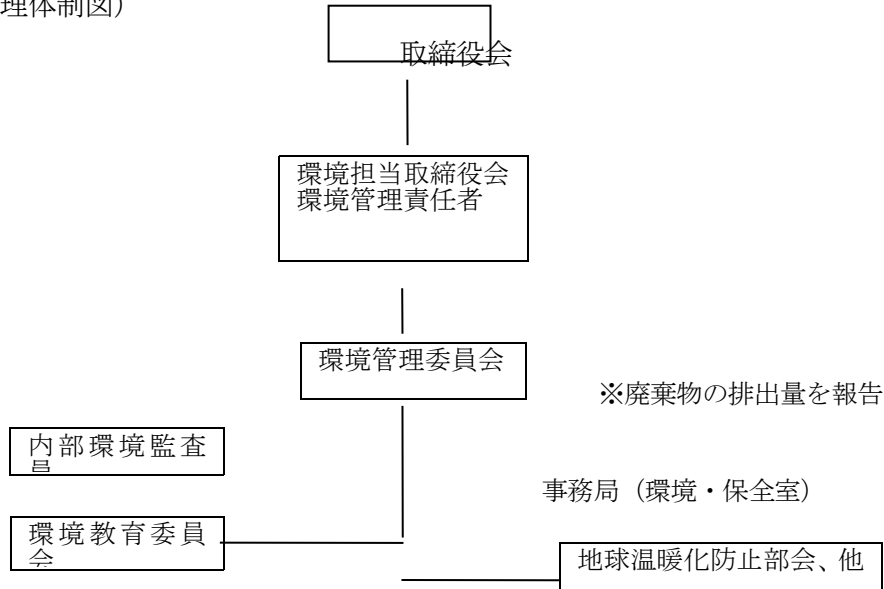 理体制図）
取締役会
環境担当取締役会
環境管理責任者
環境管理委員会
※廃棄物の排出量を報告
内部環境監査
事務局（環境・保全室）
環境教育委員
会
地球温暖化防止部会、他